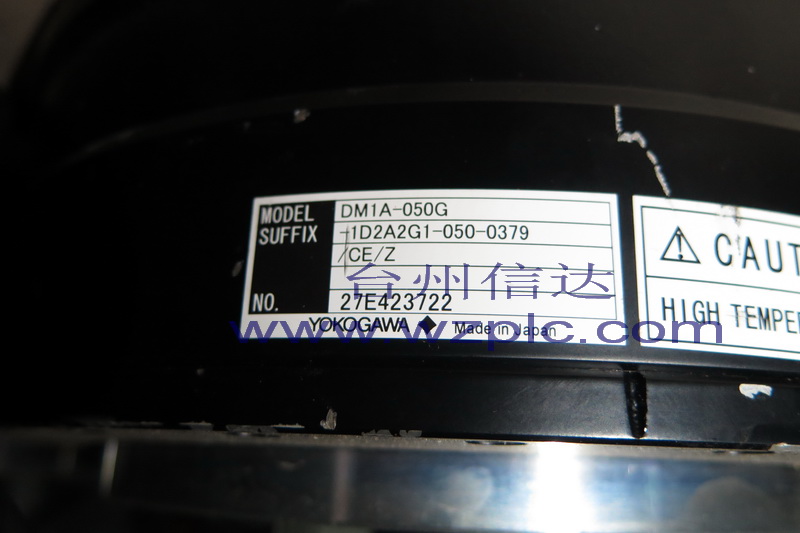 MODEL DM1A-050G
SUFFIX -1D2A2G1-050-0379
/CE/Z
台州信达
NO. 27E423722
YOKOGAWA ◆ Made in Japan
www.wzplc.com
⚠ CAUT
HIGH TEMPER